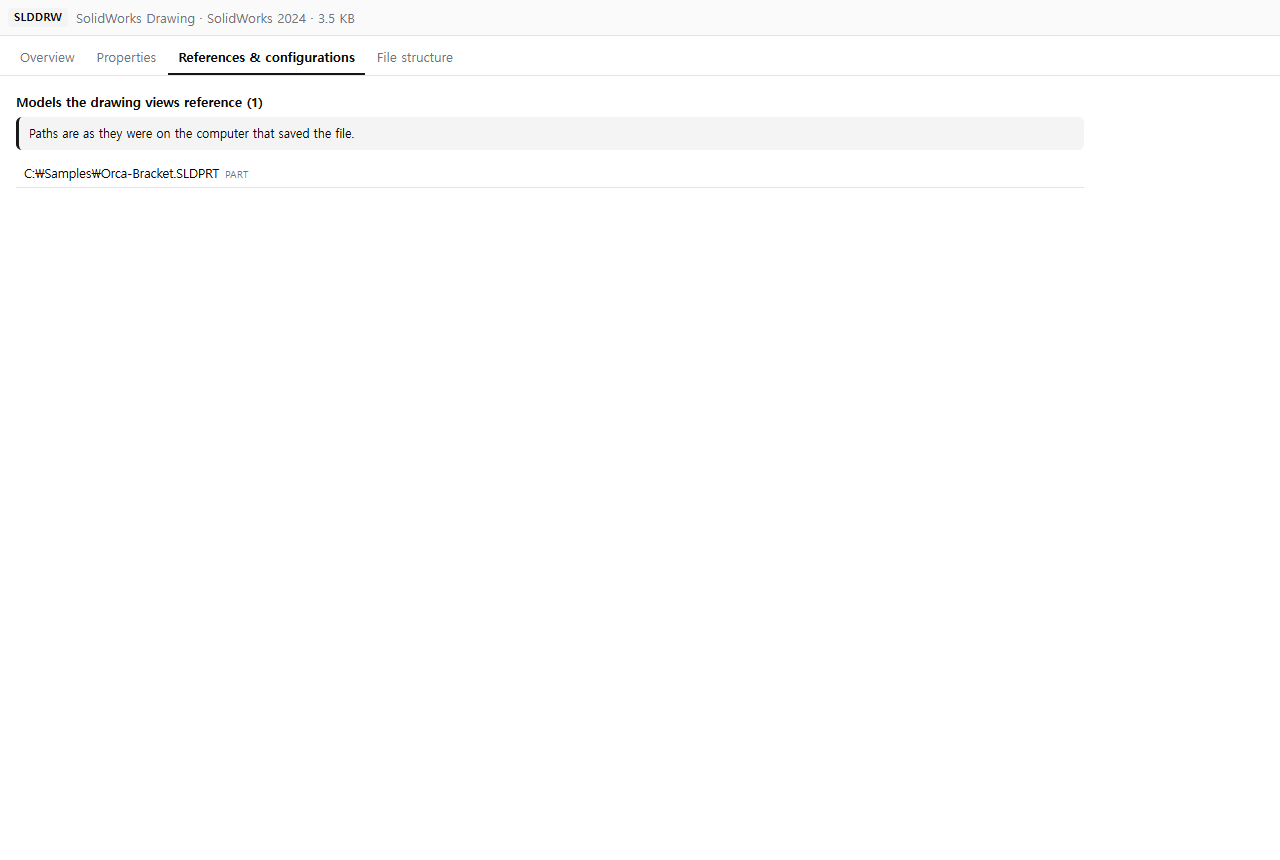 SLDDRW SolidWorks Drawing · SolidWorks 2024 · 3.5 KB
Overview Properties References & configurations File structure
Models the drawing views reference (1)
Paths are as they were on the computer that saved the file.
C:₩Samples₩Orca-Bracket.SLDPRT PART